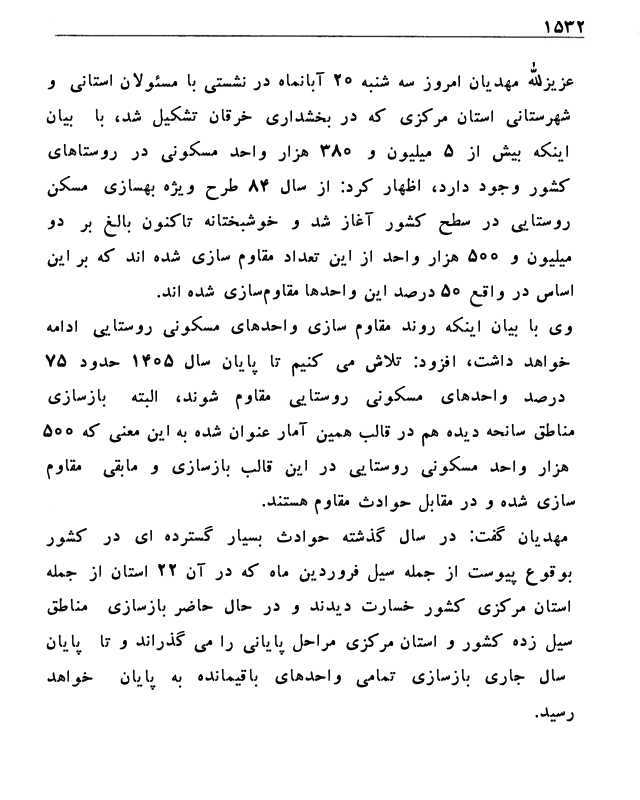 ۱۵۳۲
عزیزالله مهدیان امروز سه شنبه ۲۰ آبانماه در نشستی با مسئولان استانی و
شهرستانی استان مرکزی که در بخشداری خرقان تشکیل شد، با بیان
اینکه بیش از ۵ میلیون و ۳۸۰ هزار واحد مسکونی در روستاهای
کشور وجود دارد، اظهار کرد: از سال ۸۴ طرح ویژه بهسازی مسکن
روستایی در سطح کشور آغاز شد و خوشبختانه تاکنون بالغ بر دو
میلیون و ۵۰۰ هزار واحد از این تعداد مقاوم سازی شده اند که بر این
اساس در واقع ۵۰ درصد این واحدها مقاوم‌سازی شده اند.
وی با بیان اینکه روند مقاوم سازی واحدهای مسکونی روستایی ادامه
خواهد داشت، افزود: تلاش می کنیم تا پایان سال ۱۴۰۵ حدود ۷۵
درصد واحدهای مسکونی روستایی مقاوم شوند، البته بازسازی
مناطق سانحه دیده هم در قالب همین آمار عنوان شده به این معنی که ۵۰۰
هزار واحد مسکونی روستایی در این قالب بازسازی و مابقی مقاوم
سازی شده و در مقابل حوادث مقاوم هستند.
مهدیان گفت: در سال گذشته حوادث بسیار گسترده ای در کشور
بوقوع پیوست از جمله سیل فروردین ماه که در آن ۲۲ استان از جمله
استان مرکزی کشور خسارت دیدند و در حال حاضر بازسازی مناطق
سیل زده کشور و استان مرکزی مراحل پایانی را می گذراند و تا پایان
سال جاری بازسازی تمامی واحدهای باقیمانده به پایان خواهد
رسید.